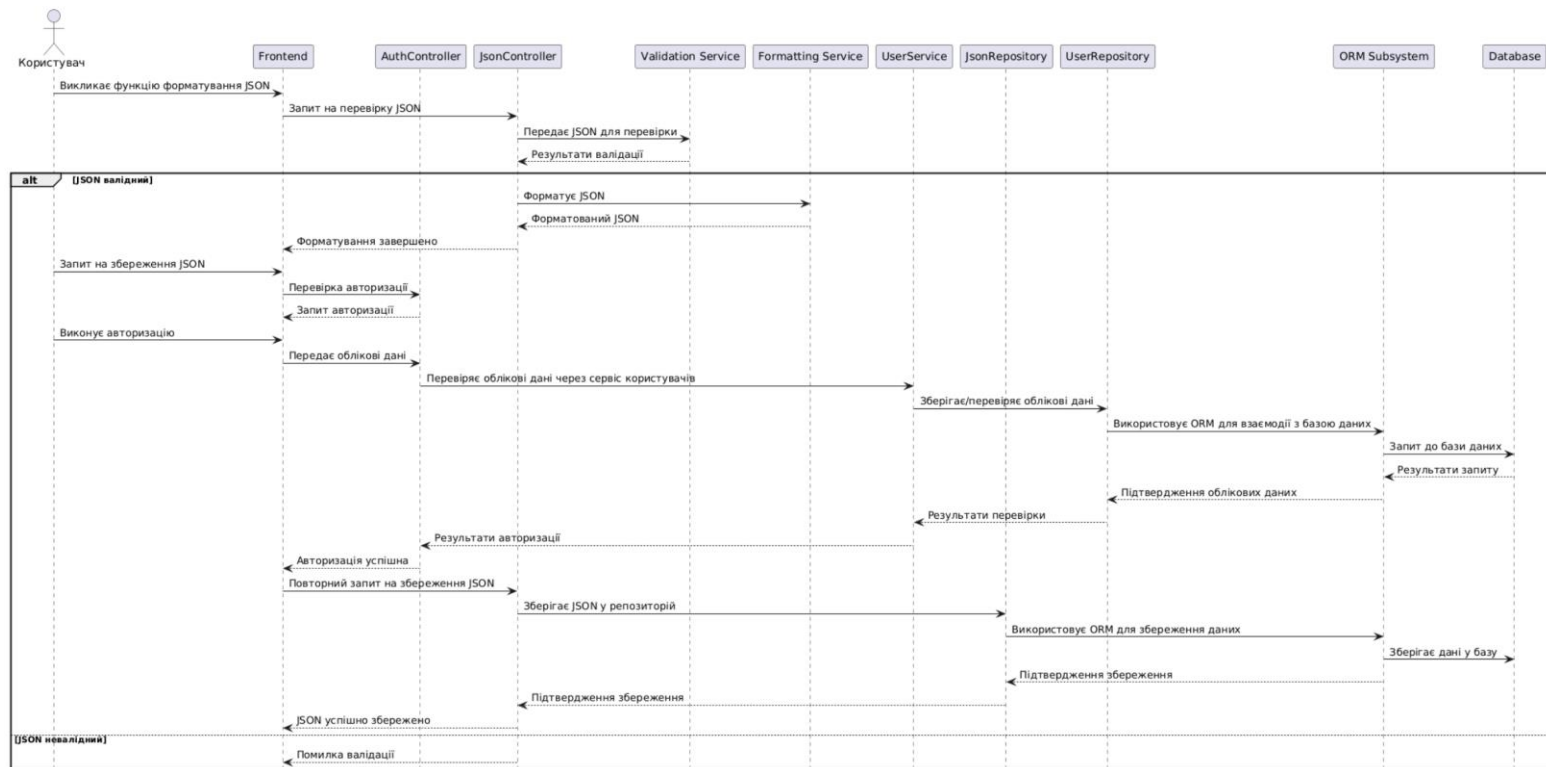 Користувач
Frontend
AuthController
JsonController
Validation Service
Formatting Service
UserService
JsonRepository
UserRepository
ORM Subsystem
Database
Викликає функцію форматування JSON
Запит на перевірку JSON
Передає JSON для перевірки
Результати валідації
alt [JSON валідний]
Форматує JSON
Форматований JSON
Форматування завершено
Запит на збереження JSON
Перевірка авторизації
Запит авторизації
Виконує авторизацію
Передає облікові дані
Перевіряє облікові дані через сервіс користувачів
Зберігає/перевіряє облікові дані
Використовує ORM для взаємодії з базою даних
Запит до бази даних
Результати запиту
Підтвердження облікових даних
Результати перевірки
Результати авторизації
Авторизація успішна
Повторний запит на збереження JSON
Зберігає JSON у репозиторій
Використовує ORM для збереження даних
Зберігає дані у базу
Підтвердження збереження
Підтвердження збереження
JSON успішно збережено
[JSON невалідний]
Помилка валідації